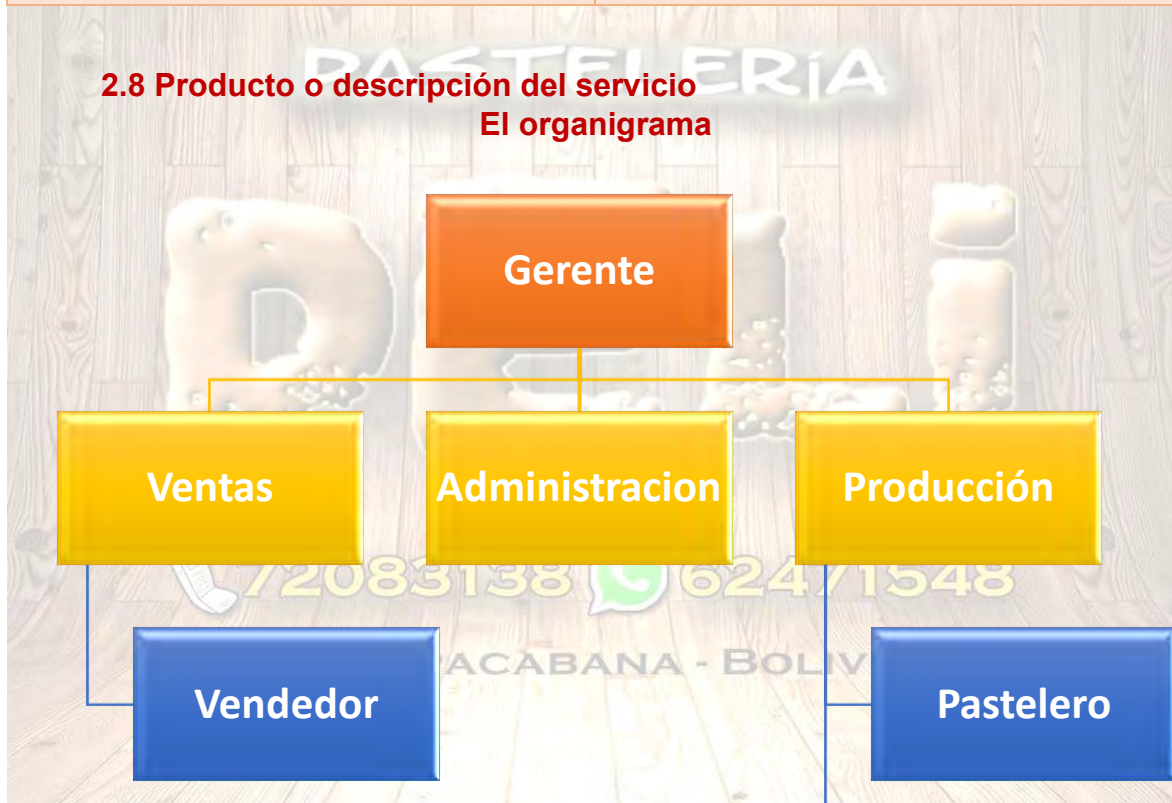 PASTELERÍA
2.8 Producto o descripción del servicio
El organigrama
DELi
Gerente
Ventas Administracion Producción
72083138 62471548
ACABANA - BOLIV
Vendedor Pastelero